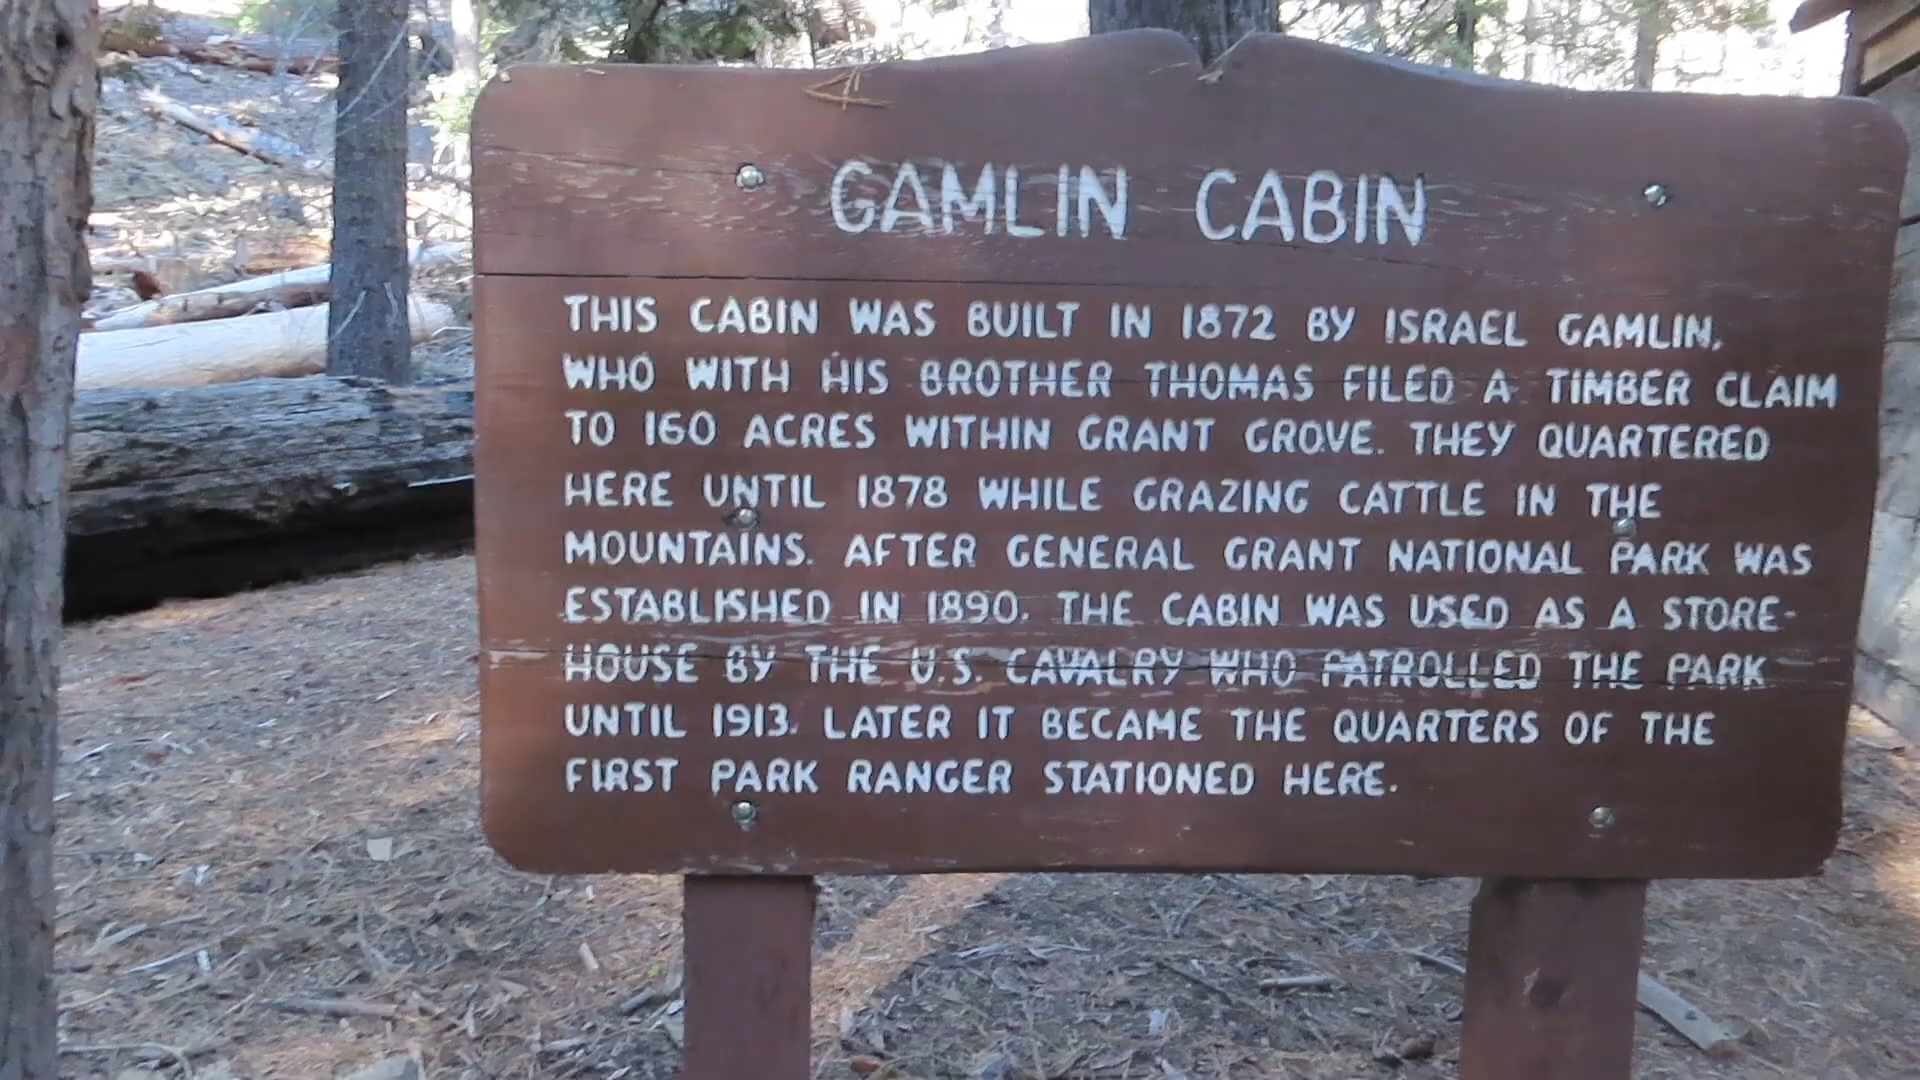 GAMLIN CABIN
THIS CABIN WAS BUILT IN 1872 BY ISRAEL GAMLIN,
WHO WITH HIS BROTHER THOMAS FILED A TIMBER CLAIM
TO 160 ACRES WITHIN GRANT GROVE. THEY QUARTERED
HERE UNTIL 1878 WHILE GRAZING CATTLE IN THE
MOUNTAINS. AFTER GENERAL GRANT NATIONAL PARK WAS
ESTABLISHED IN 1890, THE CABIN WAS USED AS A STORE-
HOUSE BY THE U.S. CAVALRY WHO PATROLLED THE PARK
UNTIL 1913. LATER IT BECAME THE QUARTERS OF THE
FIRST PARK RANGER STATIONED HERE.